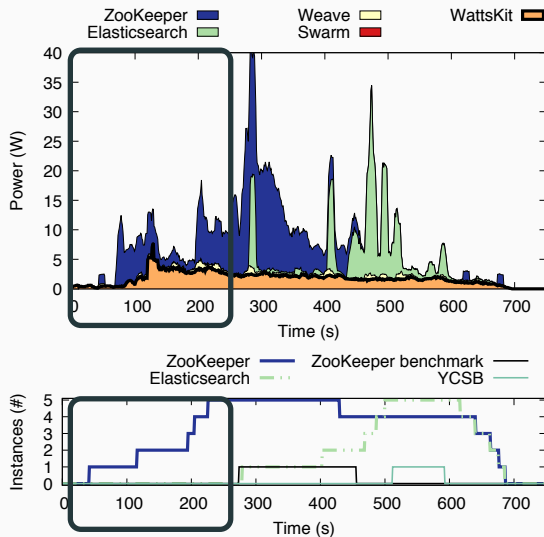 ZooKeeper Weave WattsKit
Elasticsearch Swarm
40
35
30
25
20
15
10
5
0
Power (W)
0 100 200 300 400 500 600 700
Time (s)
ZooKeeper ZooKeeper benchmark
Elasticsearch YCSB
5
4
3
2
1
0
Instances (#)
0 100 200 300 400 500 600 700
Time (s)